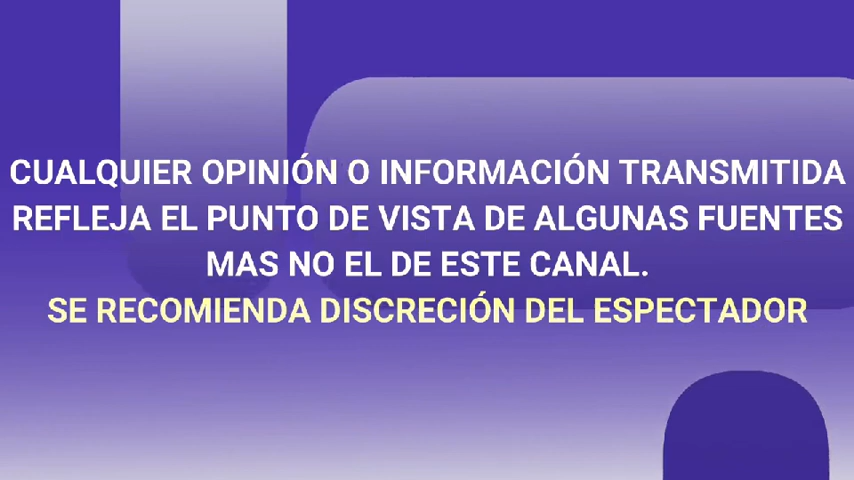 CUALQUIER OPINIÓN O INFORMACIÓN TRANSMITIDA
REFLEJA EL PUNTO DE VISTA DE ALGUNAS FUENTES
MAS NO EL DE ESTE CANAL.
SE RECOMIENDA DISCRECIÓN DEL ESPECTADOR